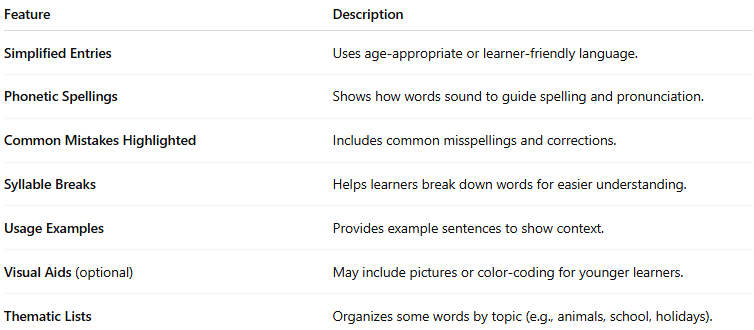 Feature Description
Simplified Entries Uses age-appropriate or learner-friendly language.
Phonetic Spellings Shows how words sound to guide spelling and pronunciation.
Common Mistakes Highlighted Includes common misspellings and corrections.
Syllable Breaks Helps learners break down words for easier understanding.
Usage Examples Provides example sentences to show context.
Visual Aids (optional) May include pictures or color-coding for younger learners.
Thematic Lists Organizes some words by topic (e.g., animals, school, holidays).